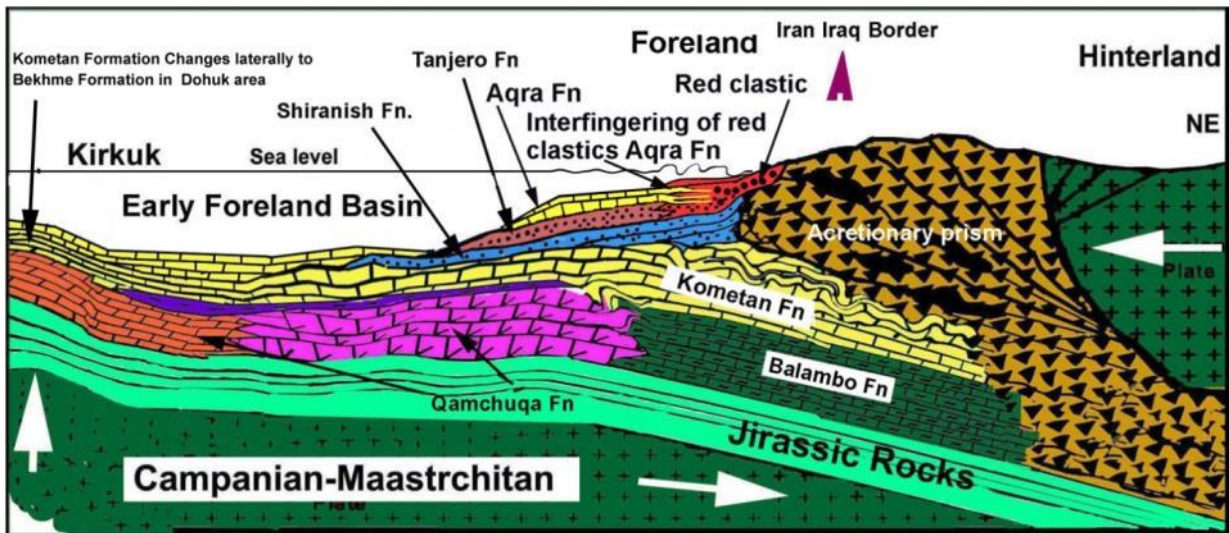 Kometan Formation Changes laterally to
Bekhme Formation in Dohuk area
Tanjero Fn
Aqra Fn
Shiranish Fn.
Foreland
Iran Iraq Border
Hinterland
Red clastic
Interfingering of red
clastics Aqra Fn
NE
Kirkuk
Sea level
Early Foreland Basin
Acretionary prism
Plate
Kometan Fn
Balambo Fn
Qamchuqa Fn
Jirassic Rocks
Campanian-Maastrchitan
Plate